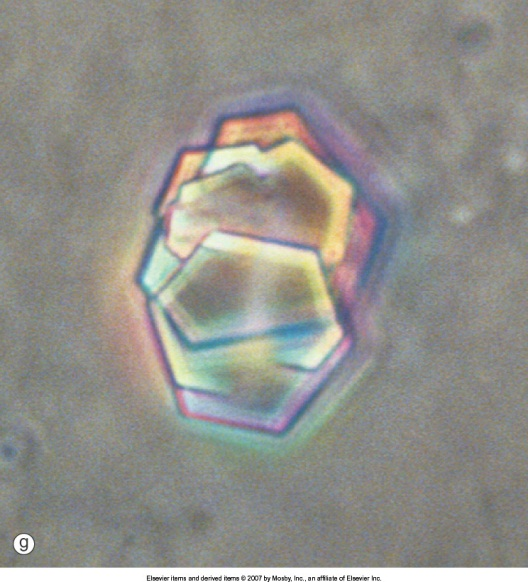 g
Elsevier items and derived items © 2007 by Mosby, Inc., an affiliate of Elsevier Inc.